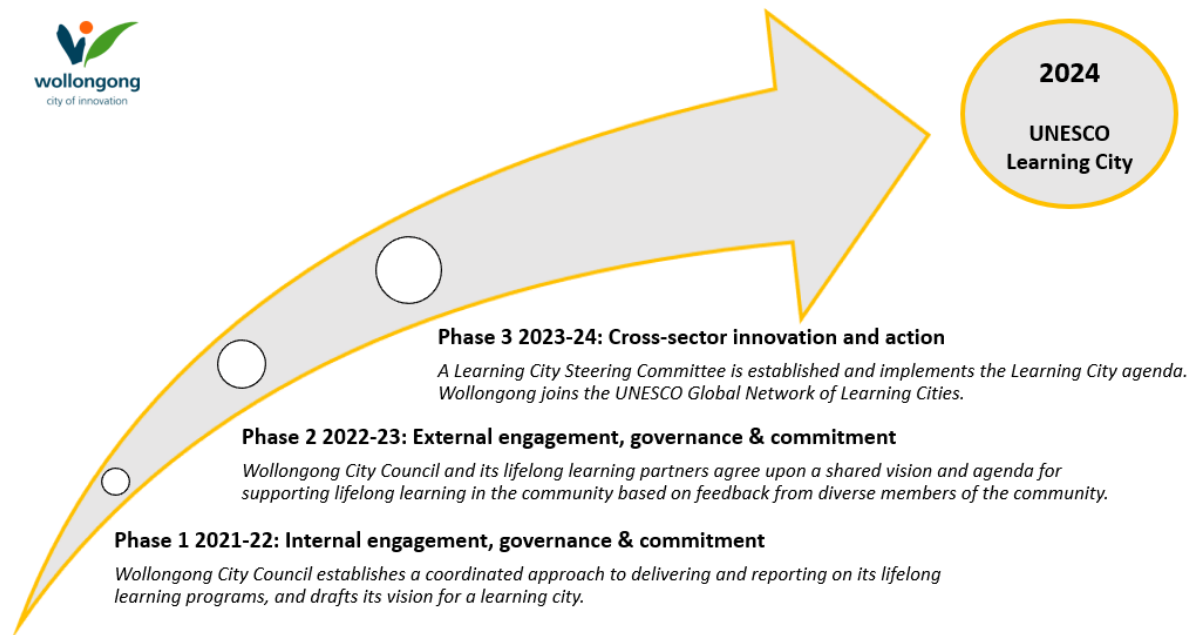 wollongong
city of innovation
2024
UNESCO
Learning City
Phase 3 2023-24: Cross-sector innovation and action
A Learning City Steering Committee is established and implements the Learning City agenda.
Wollongong joins the UNESCO Global Network of Learning Cities.
Phase 2 2022-23: External engagement, governance & commitment
Wollongong City Council and its lifelong learning partners agree upon a shared vision and agenda for
supporting lifelong learning in the community based on feedback from diverse members of the community.
Phase 1 2021-22: Internal engagement, governance & commitment
Wollongong City Council establishes a coordinated approach to delivering and reporting on its lifelong
learning programs, and drafts its vision for a learning city.